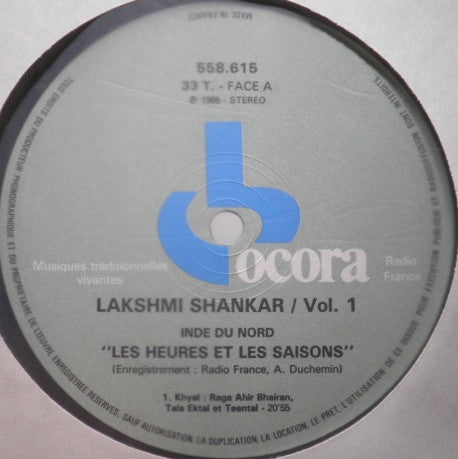 MADE IN FRANCE
558.615
33 T. - FACE A
℗ 1985 - STEREO
ocora
Musiques traditionnelles
vivantes
Radio
France
LAKSHMI SHANKAR / Vol. 1
INDE DU NORD
"LES HEURES ET LES SAISONS"
(Enregistrement : Radio France, A. Duchemin)
1. Khyal : Raga Ahir Bhairan,
Tala Ektal et Teental - 20'55
TOUS DROITS DU PRODUCTEUR PHONOGRAPHIQUE ET DU PROPRIETAIRE DE L'ŒUVRE ENREGISTREE RESERVES, SAUF AUTORISATION, LA DUPLICATION, LA LOCATION, LE PRET, L'UTILISATION DE CE DISQUE POUR EXECUTION PUBLIQUE ET RADIODIFFUSION SONT INTERDITS